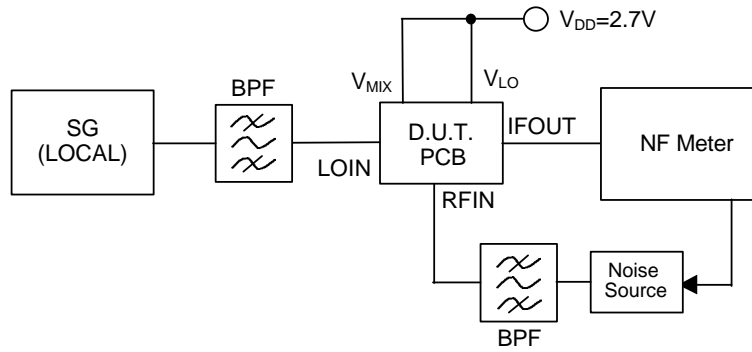 V_DD=2.7V
V_MIX
V_LO
BPF
SG
(LOCAL)
LOIN
D.U.T.
PCB
IFOUT
NF Meter
RFIN
Noise
Source
BPF